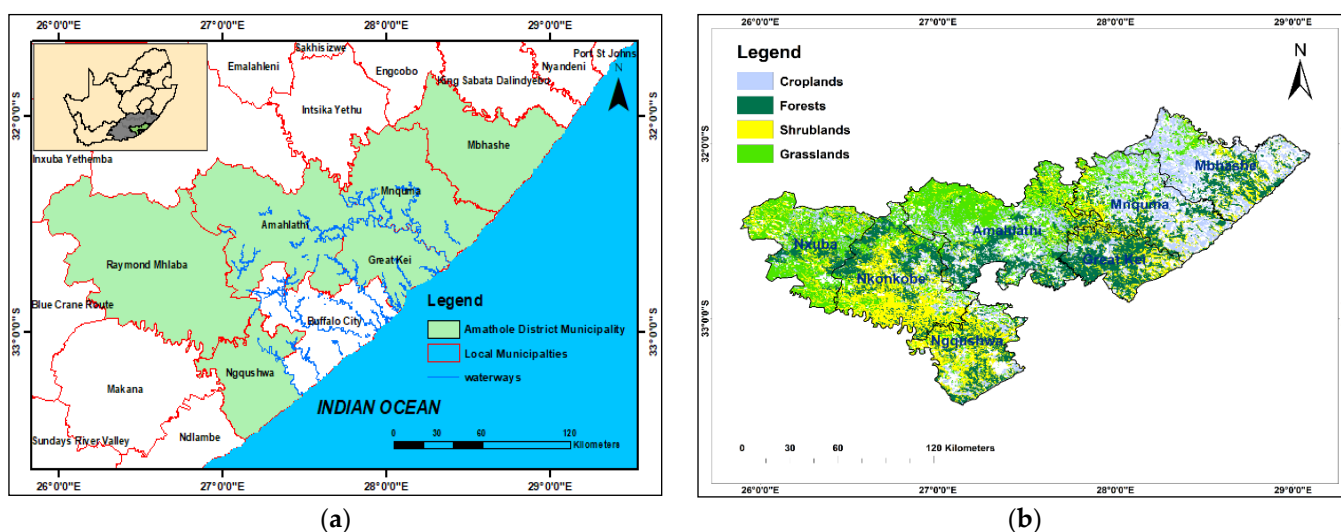 26°0'0"E 27°0'0"E 28°0'0"E 29°0'0"E
Sakhisizwe
Port St Johns
Emalahleni
Engcobo
Nyandeni
King Sabata Dalindyebo
N
Intsika Yethu
32°0'0"S
32°0'0"S
Mbhashe
Inxuba Yethemba
Mnquma
Amahlathi
Raymond Mhlaba
Great Kei
Blue Crane Route
Legend
Buffalo City
Amathole District Municipality
33°0'0"S
33°0'0"S
Local Municipalties
Ngqushwa
waterways
Makana
INDIAN OCEAN
Sundays River Valley
Ndlambe
0 30 60 120
Kilometers
26°0'0"E 27°0'0"E 28°0'0"E 29°0'0"E
(a)
26°0'0"E 27°0'0"E 28°0'0"E 29°0'0"E
Legend
Croplands
Forests
Shrublands
Grasslands
N
32°0'0"S
32°0'0"S
Mbhashe
Mnquma
Amahlathi
Nxuba
Great Kei
Nkonkobe
33°0'0"S
33°0'0"S
Ngqushwa
0 30 60 120 Kilometers
26°0'0"E 27°0'0"E 28°0'0"E 29°0'0"E
(b)